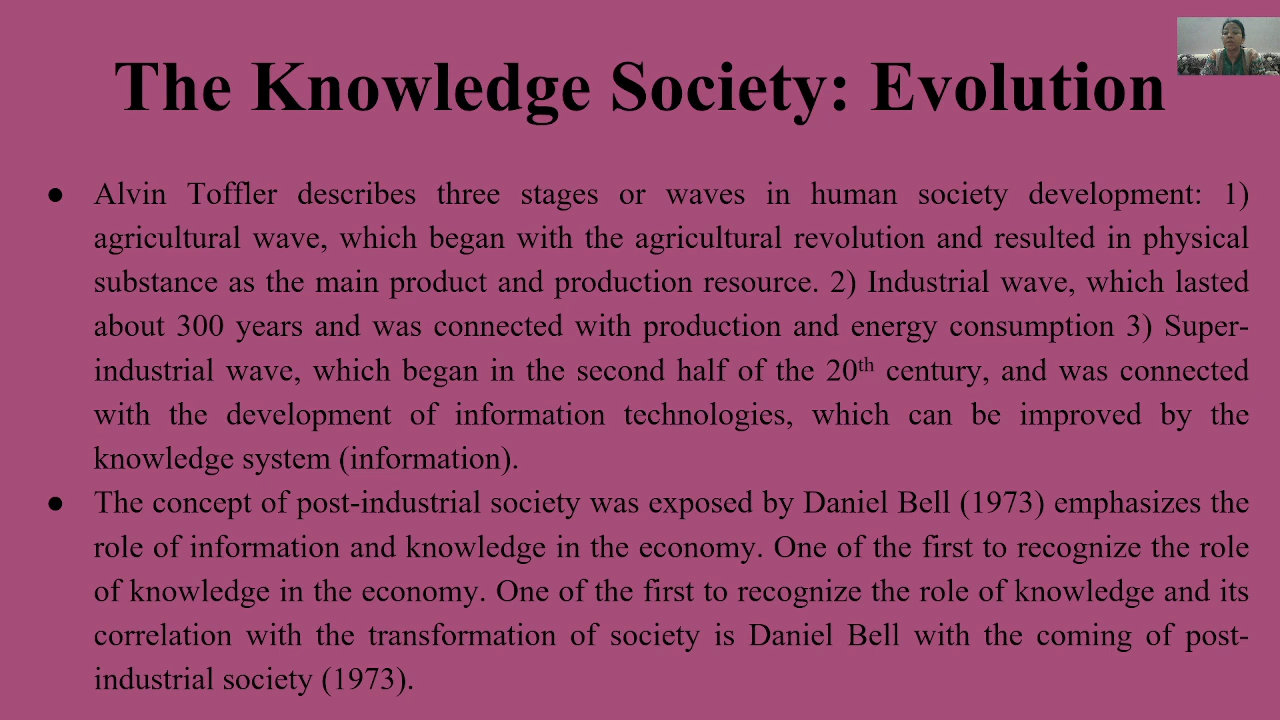 The Knowledge Society: Evolution
● Alvin Toffler describes three stages or waves in human society development: 1)
agricultural wave, which began with the agricultural revolution and resulted in physical
substance as the main product and production resource. 2) Industrial wave, which lasted
about 300 years and was connected with production and energy consumption 3) Super-
industrial wave, which began in the second half of the 20th century, and was connected
with the development of information technologies, which can be improved by the
knowledge system (information).
● The concept of post-industrial society was exposed by Daniel Bell (1973) emphasizes the
role of information and knowledge in the economy. One of the first to recognize the role
of knowledge in the economy. One of the first to recognize the role of knowledge and its
correlation with the transformation of society is Daniel Bell with the coming of post-
industrial society (1973).